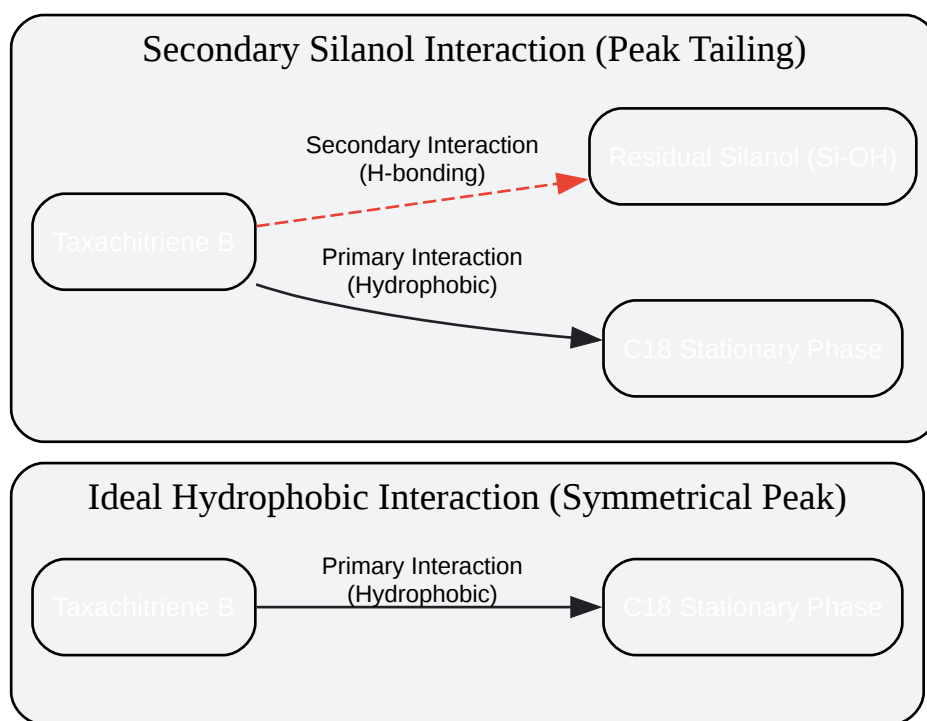 Secondary Silanol Interaction (Peak Tailing)
Secondary Interaction
(H-bonding)
Residual Silanol (Si-OH)
Taxachitriene B
Primary Interaction
(Hydrophobic)
C18 Stationary Phase
Ideal Hydrophobic Interaction (Symmetrical Peak)
Taxachitriene B
Primary Interaction
(Hydrophobic)
C18 Stationary Phase